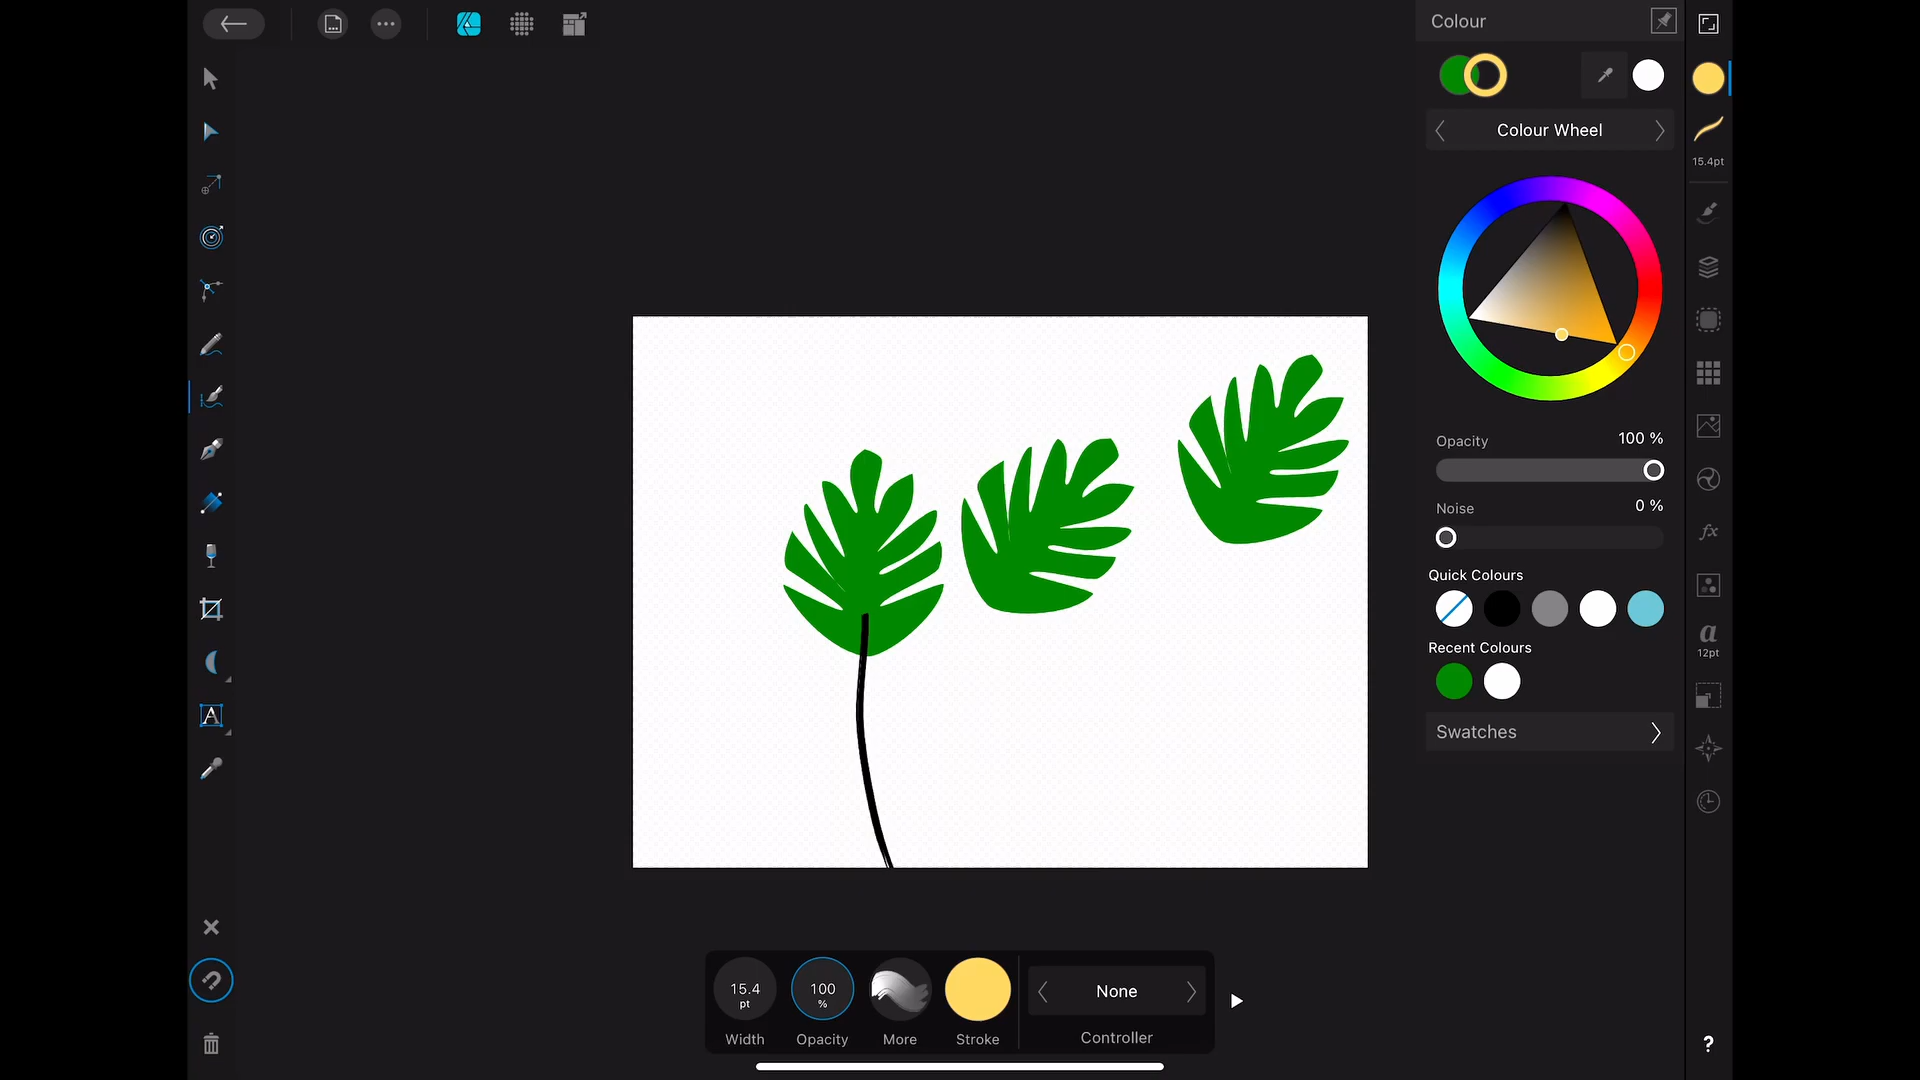 Colour
Colour Wheel
15.4pt
Opacity
100 %
Noise
0 %
Quick Colours
Recent Colours
fx
a
12pt
Swatches
A
15.4
pt
100
%
None
Width
Opacity
More
Stroke
Controller
?